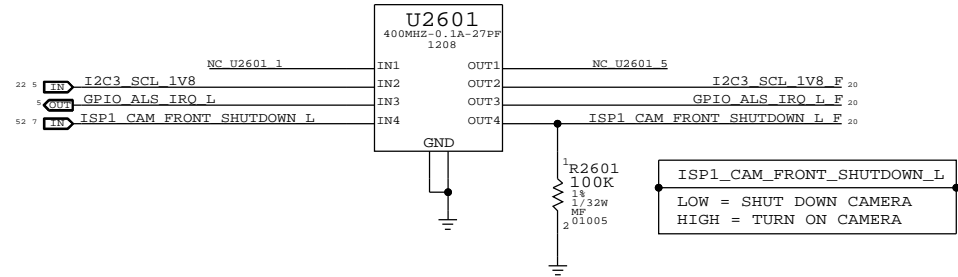 U2601
400MHZ-0.1A-27PF
1208
NC_U2601_1 IN1 OUT1 NC_U2601_5
22 5 IN I2C3_SCL_1V8 IN2 OUT2 I2C3_SCL_1V8_F 20
5 OUT GPIO_ALS_IRQ_L IN3 OUT3 GPIO_ALS_IRQ_L_F 20
52 7 IN ISP1_CAM_FRONT_SHUTDOWN_L IN4 OUT4 ISP1_CAM_FRONT_SHUTDOWN_L_F 20
GND
1
R2601
100K
1%
1/32W
MF
01005
2
ISP1_CAM_FRONT_SHUTDOWN_L
LOW = SHUT DOWN CAMERA
HIGH = TURN ON CAMERA